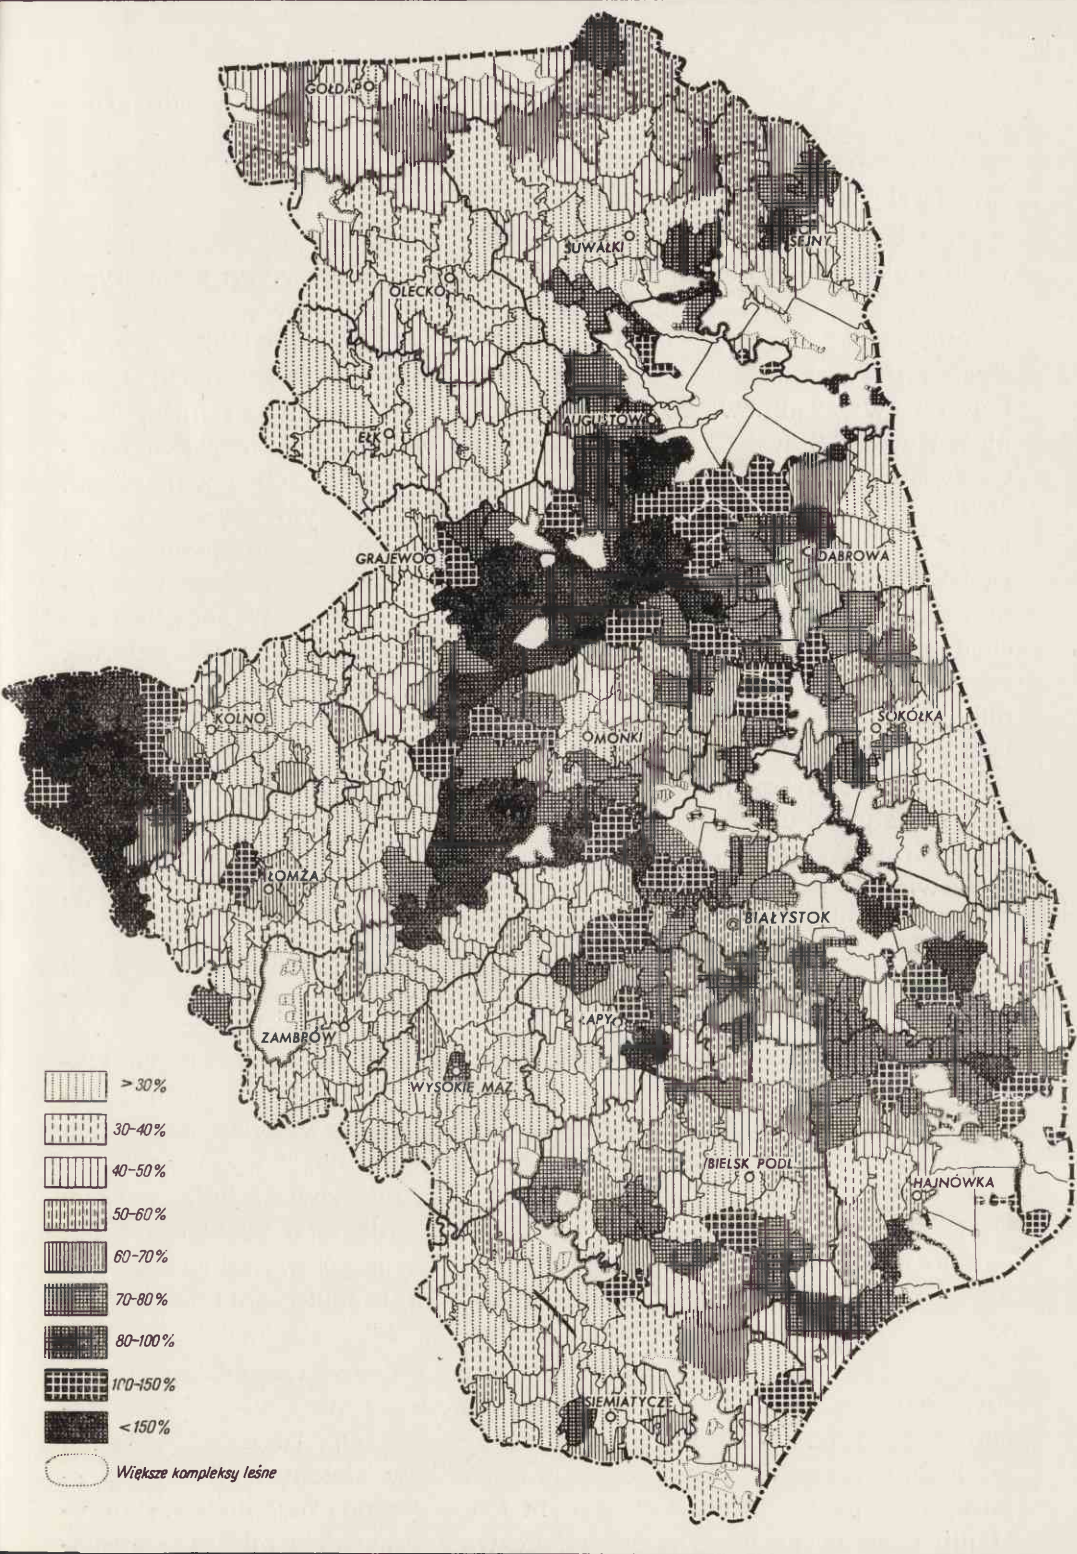 GOŁDAP
SUWAŁKI
SEJNY
OLECKO
AUGUSTÓW
EŁK
GRAJEWO
DĄBROWA
KOLNO
SOKÓŁKA
MOŃKI
ŁOMŻA
BIAŁYSTOK
ŁAPY
ZAMBRÓW
WYSOKIE MAZ.
> 30%
30-40%
40-50%
BIELSK PODL.
HAJNÓWKA
50-60%
60-70%
70-80%
80-100%
100-150%
SIEMIATYCZE
< 150%
Większe kompleksy leśne